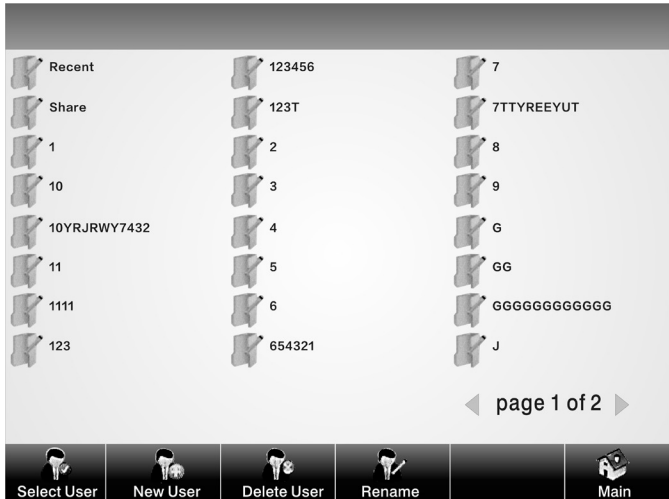 Recent
Share
1
10
10YRJRWY7432
11
1111
123
123456
123T
2
3
4
5
6
654321
7
7TTYREEYUT
8
9
G
GG
GGGGGGGGGGGG
J
page 1 of 2
Select User
New User
Delete User
Rename
Main